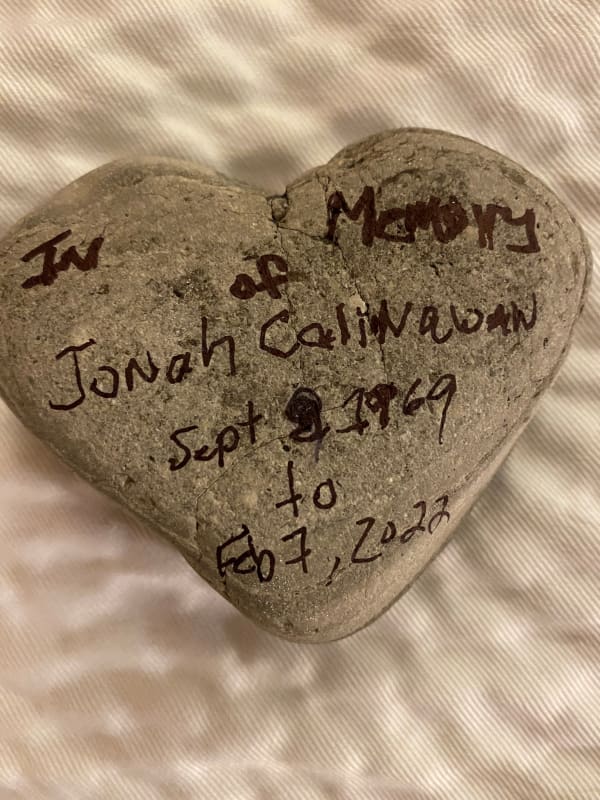 In Memory
of
Jonah Calinawan
Sept 1969
to
Feb 7, 2022